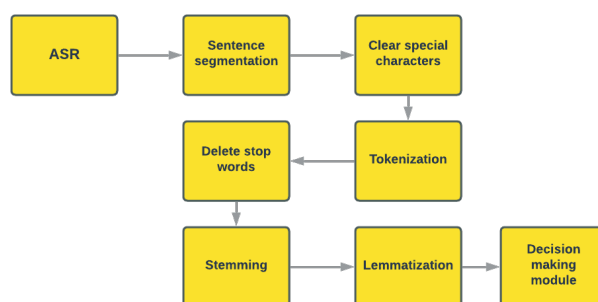 ASR
Sentence
segmentation
Clear special
characters
Tokenization
Delete stop
words
Stemming
Lemmatization
Decision
making
module